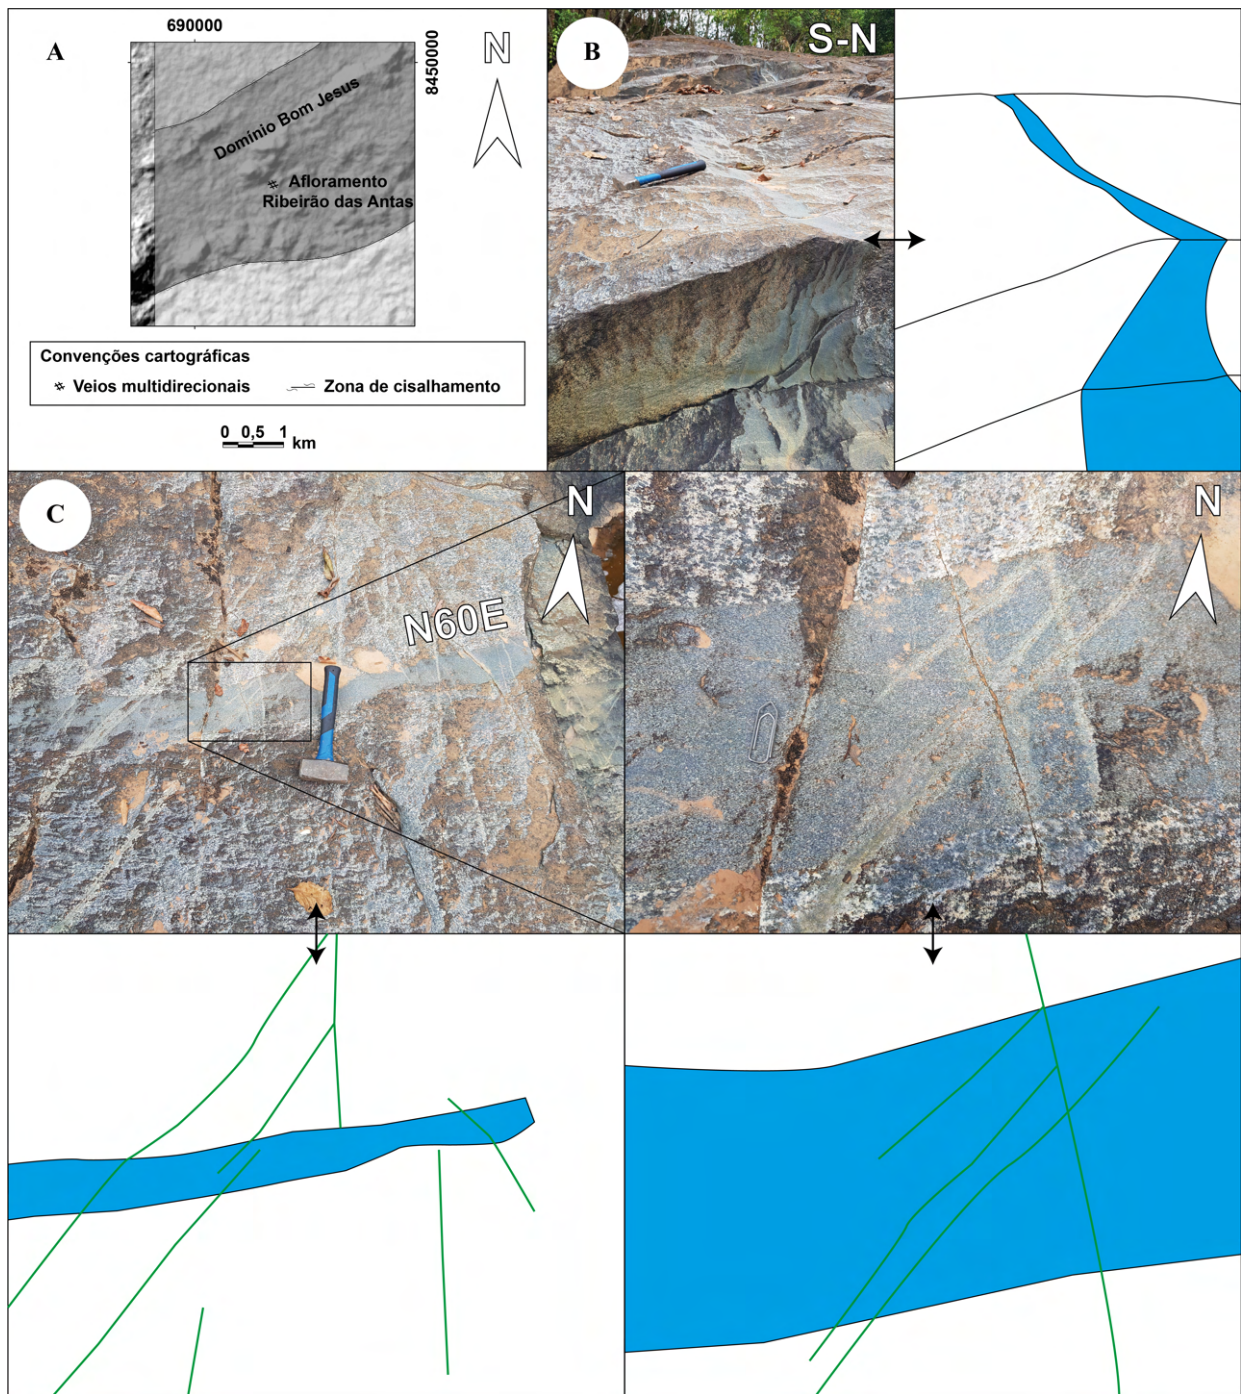 A
690000
8450000
N
Domínio Bom Jesus
Afloramento
Ribeirão das Antas
Convenções cartográficas
Veios multidirecionais
Zona de cisalhamento
0 0,5 1
km
B
S-N
C
N
N60E
N